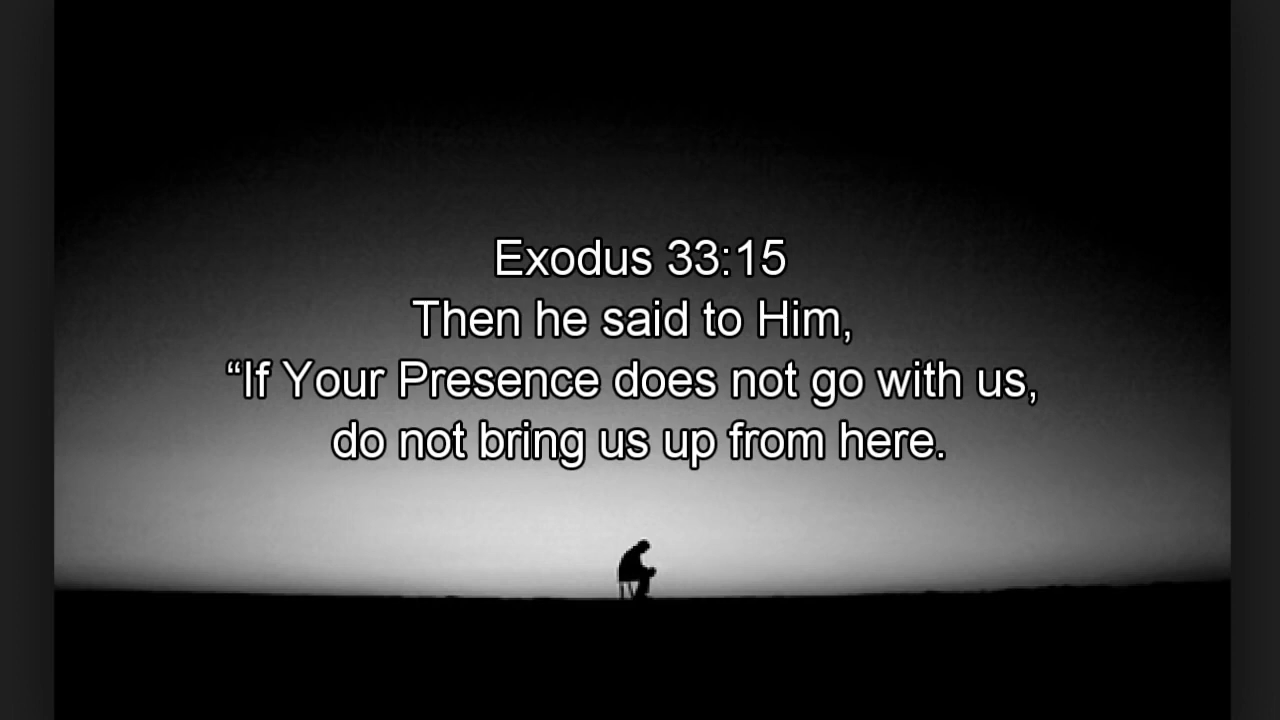 Exodus 33:15
Then he said to Him,
“If Your Presence does not go with us,
do not bring us up from here.